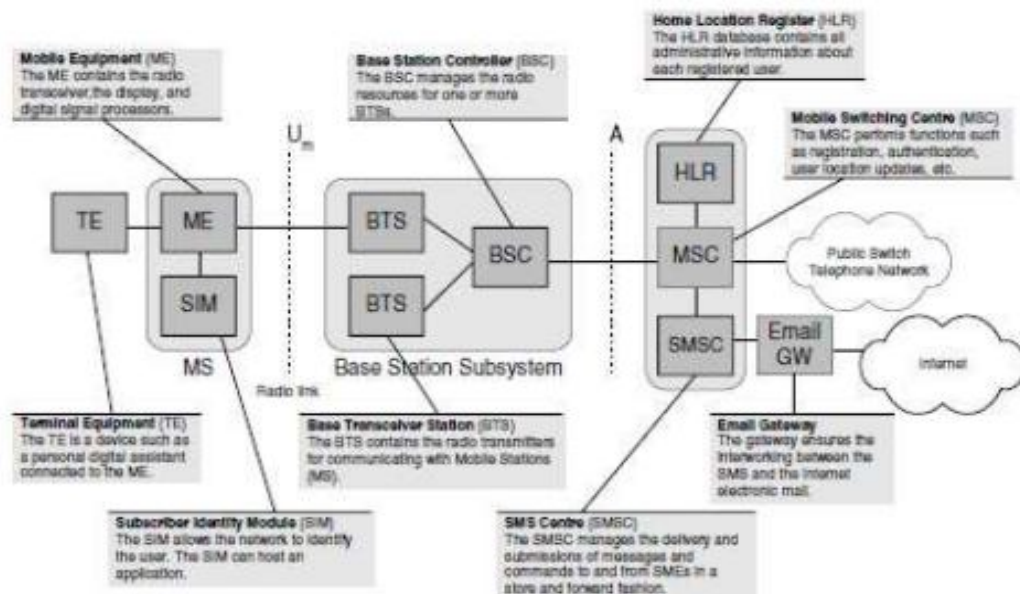 Home Location Register (HLR)
The HLR database contains all
administrative information about
each registered user.
Mobile Equipment (ME)
The ME contains the radio
transceiver,the display, and
digital signal processors.
Base Station Controller (BSC)
The BSC manages the radio
resources for one or more
BTSs.
Mobile Switching Centre (MSC)
The MSC performs functions such
as registration, authentication,
user location updates, etc.
Um
A
HLR
TE
ME
BTS
BSC
MSC
Public Switch
Telephone Network
SIM
BTS
SMSC
Email
GW
Internet
MS
Base Station Subsystem
Radio link
Terminal Equipment (TE)
The TE is a device such as
a personal digital assistant
connected to the ME.
Base Transceiver Station (BTS)
The BTS contains the radio transmitters
for communicating with Mobile Stations
(MS).
Email Gateway
The gateway ensures the
interworking between the
SMS and the Internet
electronic mail.
Subscriber Identity Module (SIM)
The SIM allows the network to identify
the user. The SIM can host an
application.
SMS Centre (SMSC)
The SMSC manages the delivery and
submissions of messages and
commands to and from SMEs in a
store and forward fashion.